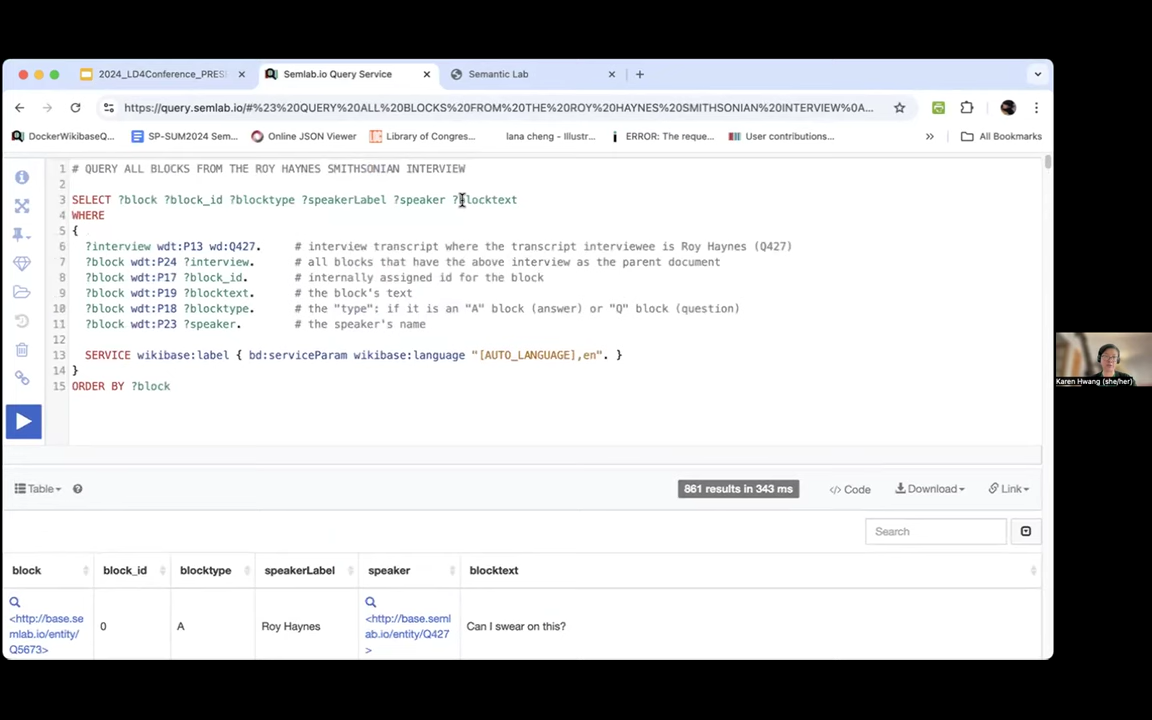 2024_LD4Conference_PRES
Semlab.io Query Service
Semantic Lab
https://query.semlab.io/#%23%20QUERY%20ALL%20BLOCKS%20FROM%20THE%20ROY%20HAYNES%20SMITHSONIAN%20INTERVIEW%0A...
DockerWikibaseQ...
SP-SUM2024 Sem...
Online JSON Viewer
Library of Congres...
lana cheng - Illustr...
ERROR: The reque...
User contributions...
»
All Bookmarks
1 # QUERY ALL BLOCKS FROM THE ROY HAYNES SMITHSONIAN INTERVIEW
2
3 SELECT ?block ?block_id ?blocktype ?speakerLabel ?speaker ?blocktext
4 WHERE
5 {
6 ?interview wdt:P13 wd:Q427. # interview transcript where the transcript interviewee is Roy Haynes (Q427)
7 ?block wdt:P24 ?interview. # all blocks that have the above interview as the parent document
8 ?block wdt:P17 ?block_id. # internally assigned id for the block
9 ?block wdt:P19 ?blocktext. # the block's text
10 ?block wdt:P18 ?blocktype. # the "type": if it is an "A" block (answer) or "Q" block (question)
11 ?block wdt:P23 ?speaker. # the speaker's name
12
13 SERVICE wikibase:label { bd:serviceParam wikibase:language "[AUTO_LANGUAGE],en". }
14 }
15 ORDER BY ?block
Karen Hwang (she/her)
Table
861 results in 343 ms
</> Code
Download
Link
Search
block
block_id
blocktype
speakerLabel
speaker
blocktext
<http://base.se
mlab.io/entity/
Q5673>
0
A
Roy Haynes
<http://base.seml
ab.io/entity/Q427
>
Can I swear on this?